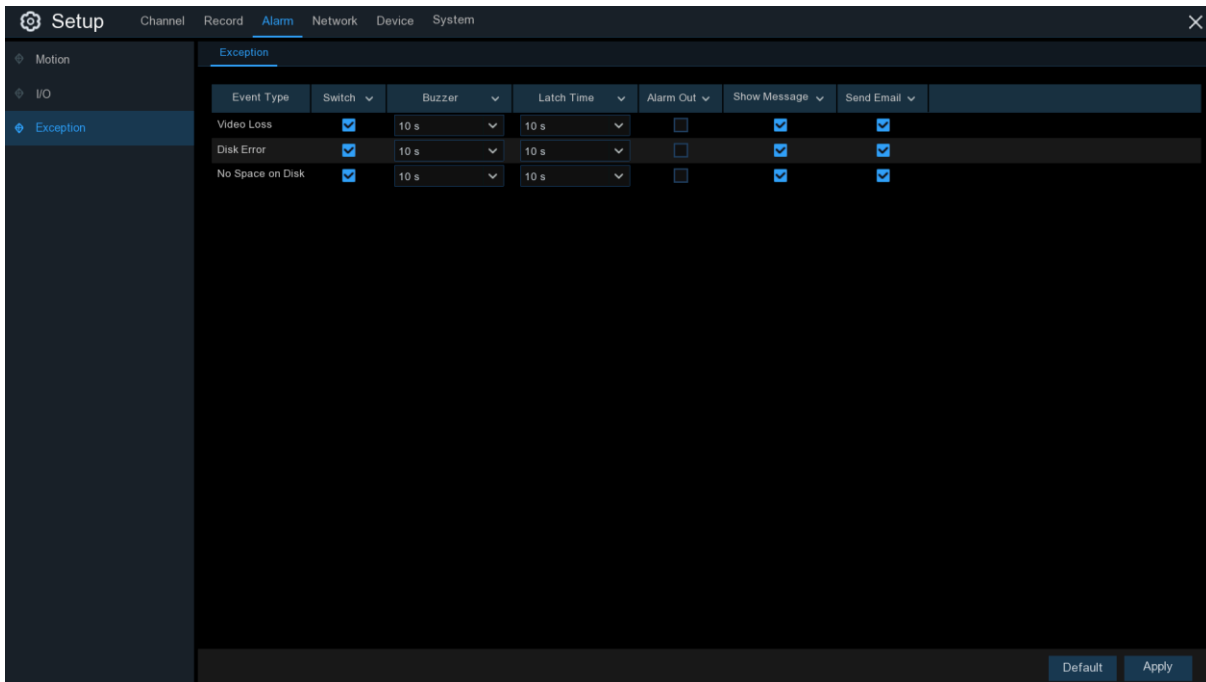 Setup Channel Record Alarm Network Device System
Motion
I/O
Exception
Exception
Event Type Switch Buzzer Latch Time Alarm Out Show Message Send Email
Video Loss 10 s 10 s
Disk Error 10 s 10 s
No Space on Disk 10 s 10 s
Default Apply